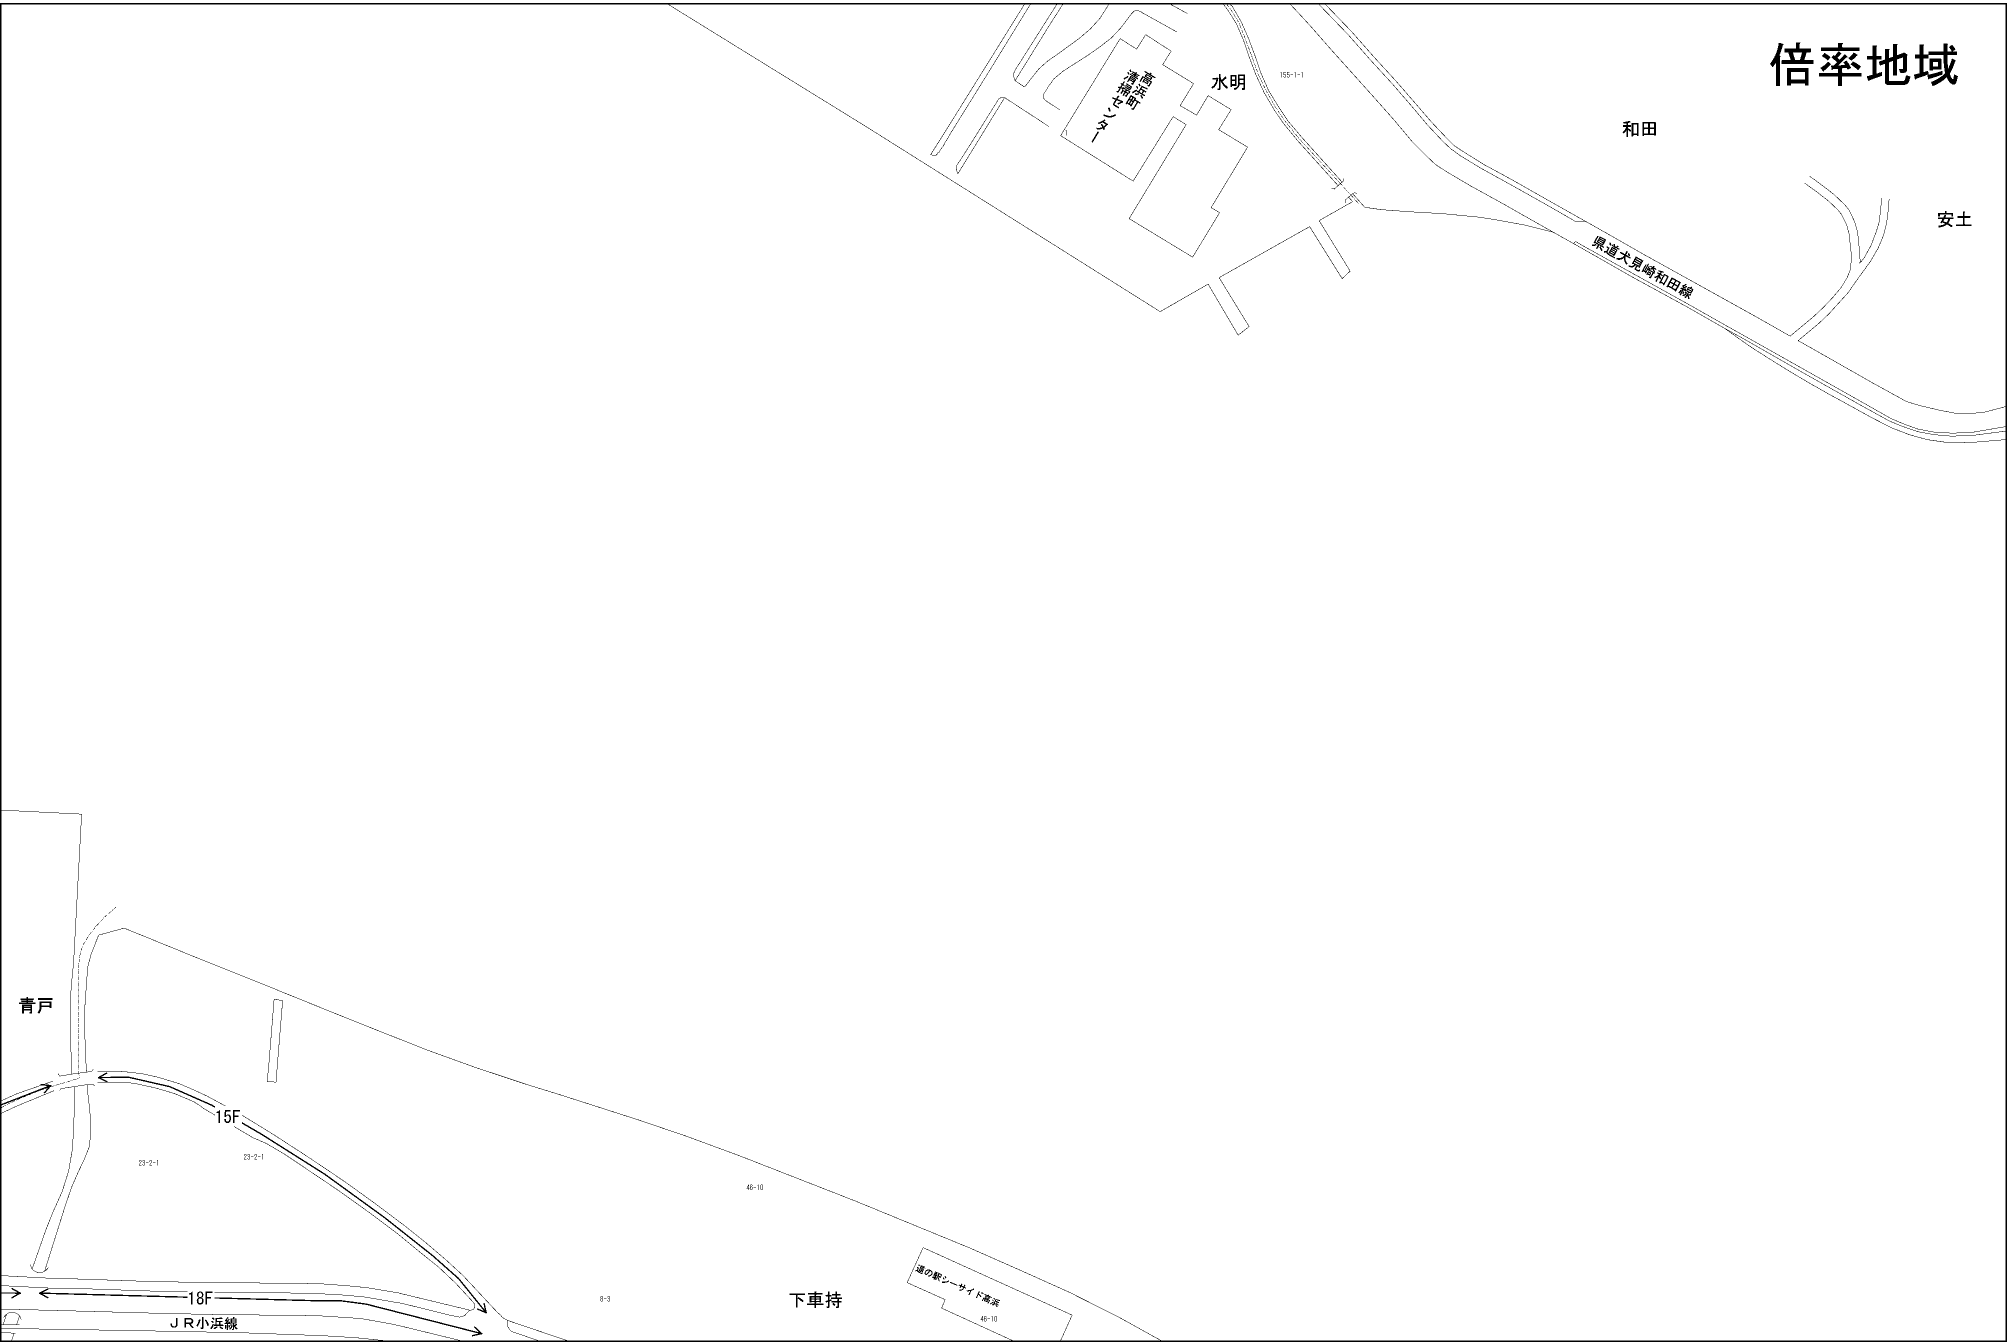 倍率地域
水明
155-1-1
高浜町
清掃センター
和田
安土
県道犬見崎和田線
青戸
15F
23-2-1
23-2-1
46-10
道の駅シーサイド高浜
46-10
8-3
下車持
18F
ＪＲ小浜線